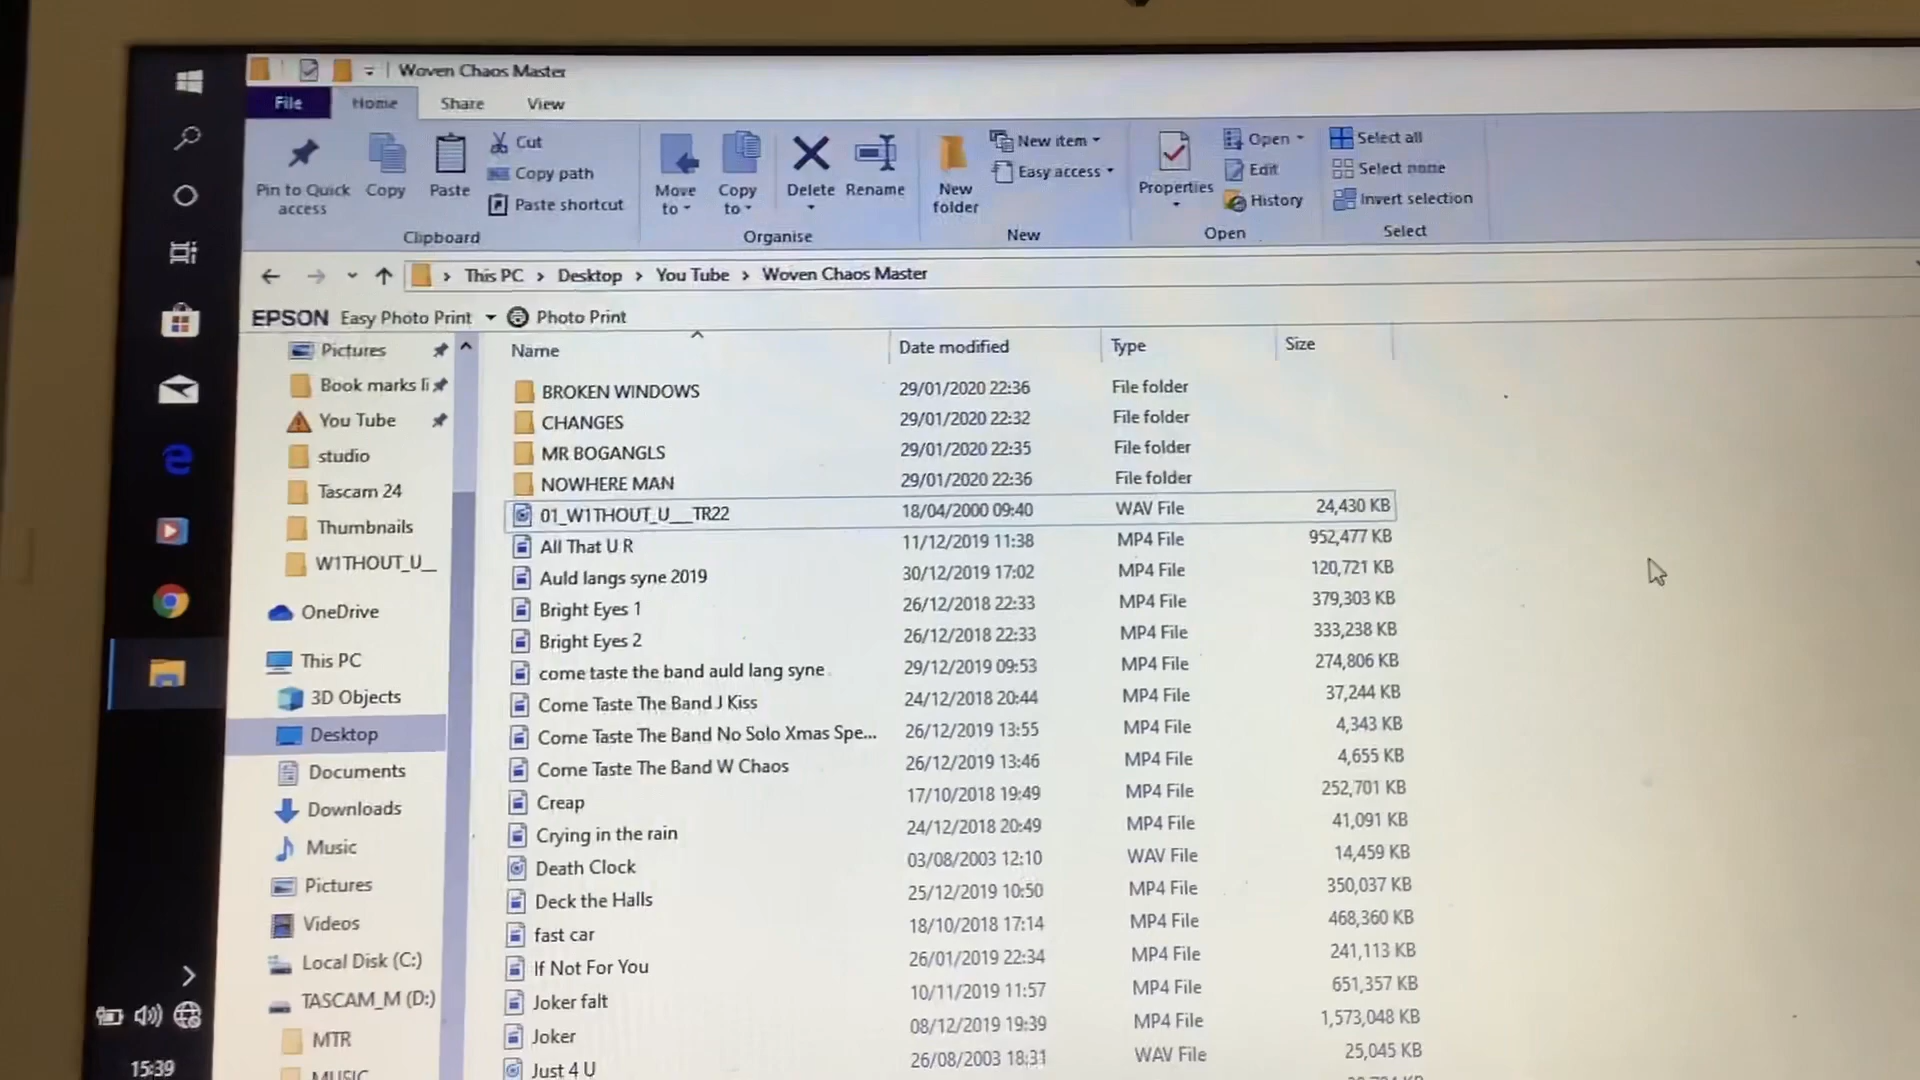 Woven Chaos Master
File Home Share View
Pin to Quick access
Copy
Paste
Cut
Copy path
Paste shortcut
Clipboard
Move to
Copy to
Delete
Rename
Organise
New folder
New item
Easy access
New
Properties
Open
Edit
History
Open
Select all
Select none
Invert selection
Select
This PC > Desktop > You Tube > Woven Chaos Master
EPSON Easy Photo Print Photo Print
Pictures
Book marks li
You Tube
studio
Tascam 24
Thumbnails
W1THOUT_U__
OneDrive
This PC
3D Objects
Desktop
Documents
Downloads
Music
Pictures
Videos
Local Disk (C:)
TASCAM_M (D:)
MTR
MUSIC
Name Date modified Type Size
BROKEN WINDOWS 29/01/2020 22:36 File folder
CHANGES 29/01/2020 22:32 File folder
MR BOGANGLS 29/01/2020 22:35 File folder
NOWHERE MAN 29/01/2020 22:36 File folder
01_W1THOUT_U___TR22 18/04/2000 09:40 WAV File 24,430 KB
All That U R 11/12/2019 11:38 MP4 File 952,477 KB
Auld langs syne 2019 30/12/2019 17:02 MP4 File 120,721 KB
Bright Eyes 1 26/12/2018 22:33 MP4 File 379,303 KB
Bright Eyes 2 26/12/2018 22:33 MP4 File 333,238 KB
come taste the band auld lang syne 29/12/2019 09:53 MP4 File 274,806 KB
Come Taste The Band J Kiss 24/12/2018 20:44 MP4 File 37,244 KB
Come Taste The Band No Solo Xmas Spe... 26/12/2019 13:55 MP4 File 4,343 KB
Come Taste The Band W Chaos 26/12/2019 13:46 MP4 File 4,655 KB
Creap 17/10/2018 19:49 MP4 File 252,701 KB
Crying in the rain 24/12/2018 20:49 MP4 File 41,091 KB
Death Clock 03/08/2003 12:10 WAV File 14,459 KB
Deck the Halls 25/12/2019 10:50 MP4 File 350,037 KB
fast car 18/10/2018 17:14 MP4 File 468,360 KB
If Not For You 26/01/2019 22:34 MP4 File 241,113 KB
Joker falt 10/11/2019 11:57 MP4 File 651,357 KB
Joker 08/12/2019 19:39 MP4 File 1,573,048 KB
Just 4 U 26/08/2003 18:31 WAV File 25,045 KB
15:39